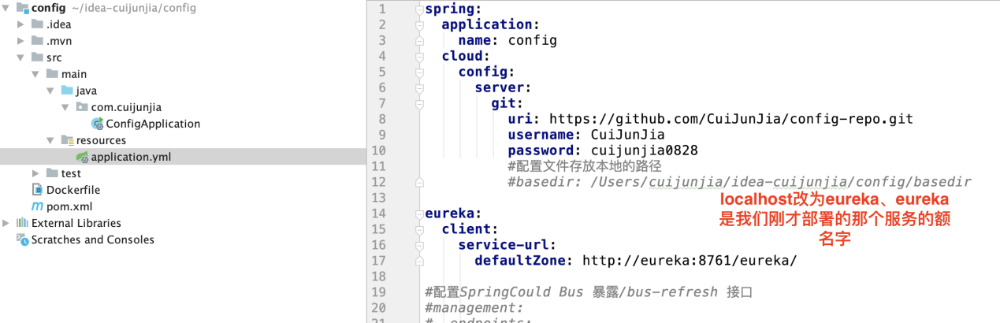 config ~/idea-cuijunjia/config
.idea
.mvn
src
main
java
com.cuijunjia
ConfigApplication
resources
application.yml
test
Dockerfile
pom.xml
External Libraries
Scratches and Consoles
1 spring:
2 application:
3 name: config
4 cloud:
5 config:
6 server:
7 git:
8 uri: https://github.com/CuiJunJia/config-repo.git
9 username: CuiJunJia
10 password: cuijunjia0828
11 #配置文件存放本地的路径
12 #basedir: /Users/cuijunjia/idea-cuijunjia/config/basedir
13
localhost改为eureka、eureka
是我们刚才部署的那个服务的额
名字
14 eureka:
15 client:
16 service-url:
17 defaultZone: http://eureka:8761/eureka/
18
19 #配置SpringCould Bus 暴露/bus-refresh 接口
20 #management:
21 # endpoints: